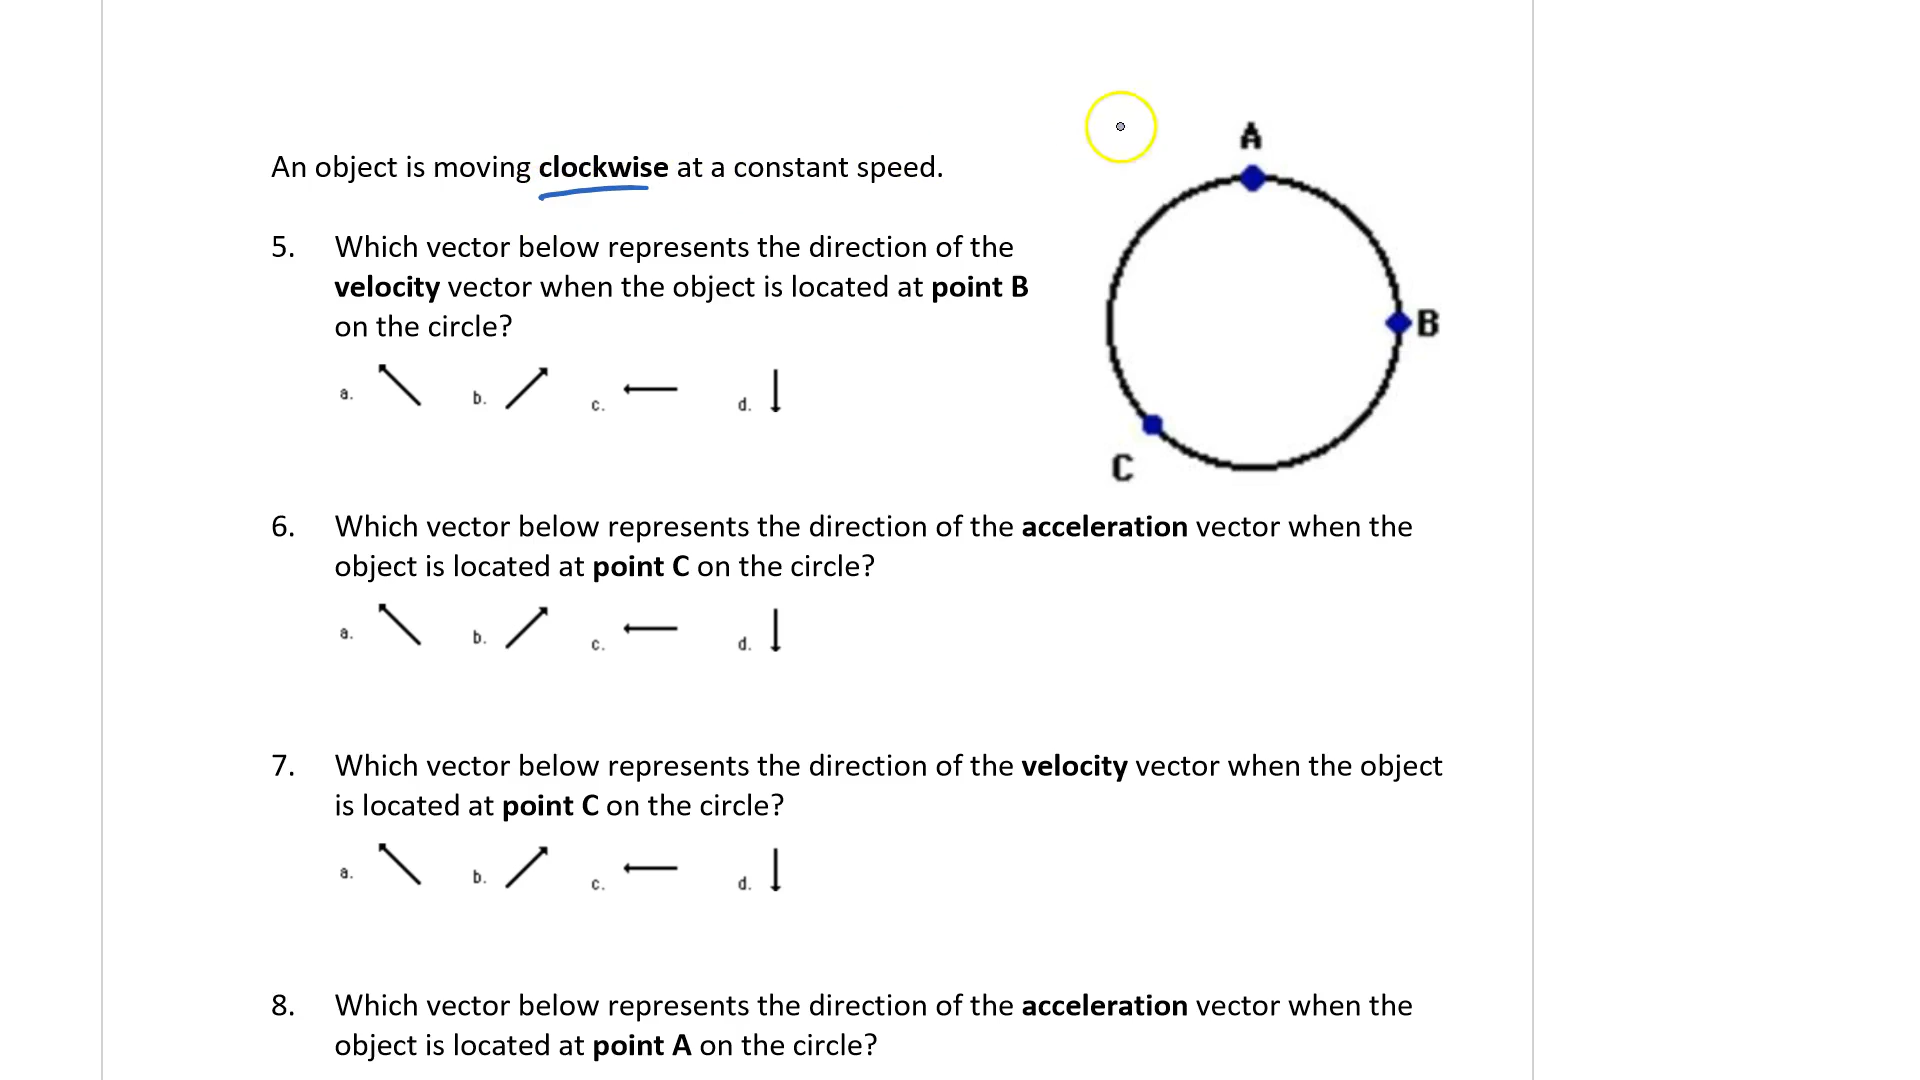 A
An object is moving clockwise at a constant speed.
5. Which vector below represents the direction of the
velocity vector when the object is located at point B
on the circle?
B
a. b. c. d.
C
6. Which vector below represents the direction of the acceleration vector when the
object is located at point C on the circle?
a. b. c. d.
7. Which vector below represents the direction of the velocity vector when the object
is located at point C on the circle?
a. b. c. d.
8. Which vector below represents the direction of the acceleration vector when the
object is located at point A on the circle?